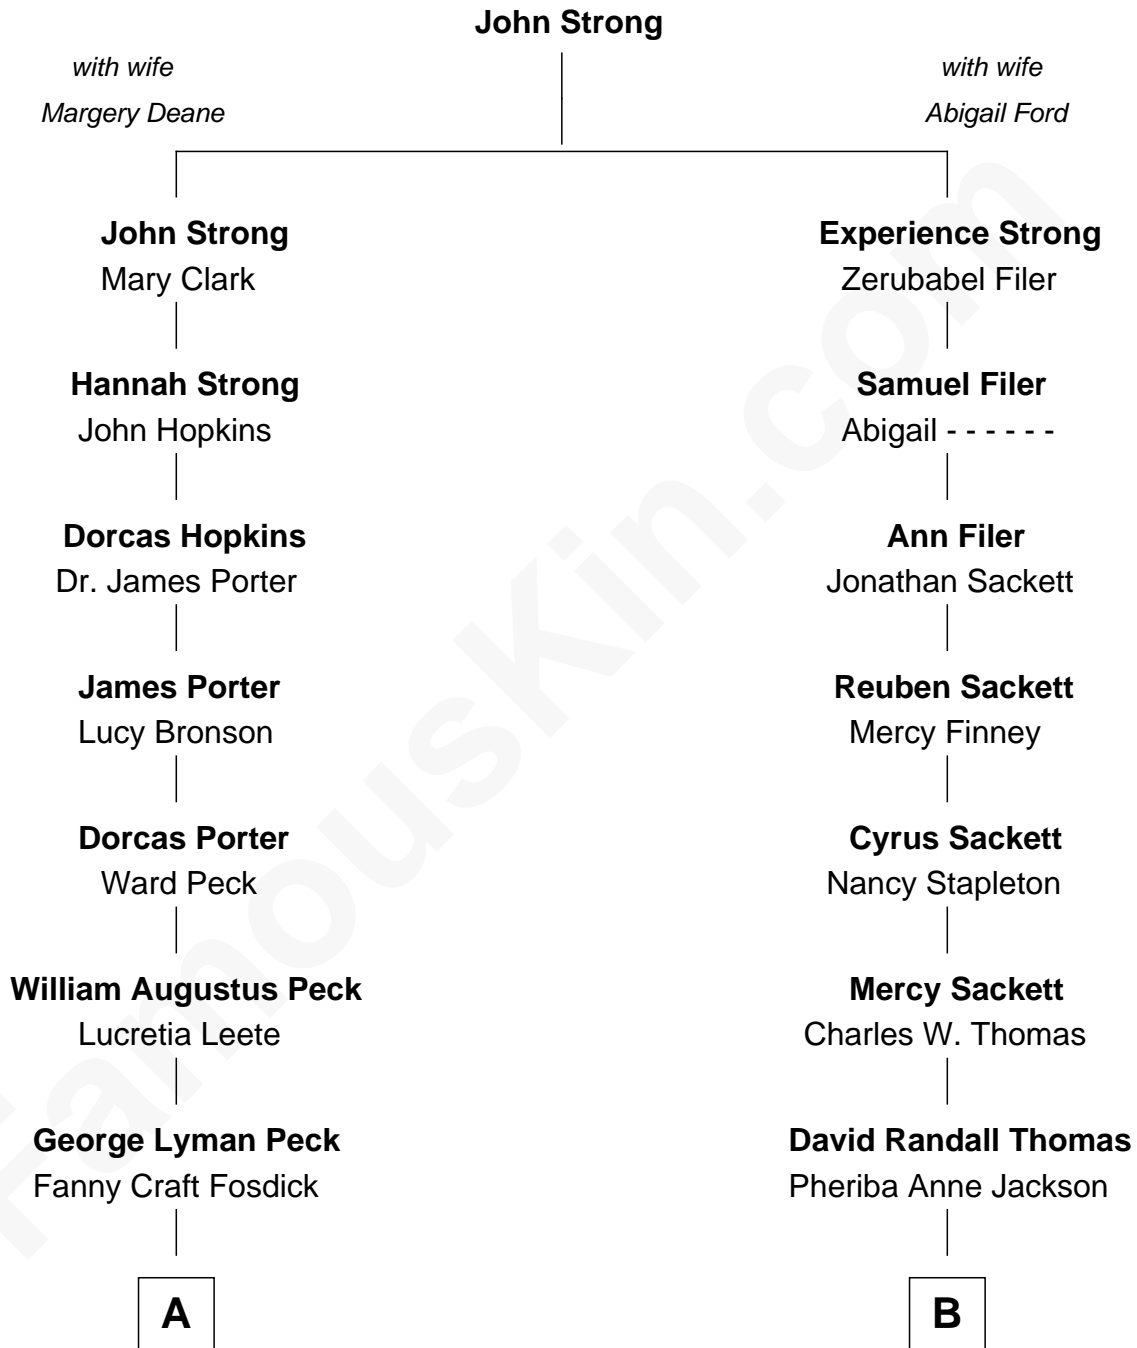 John Strong
with wife
Margery Deane
with wife
Abigail Ford
John Strong
Mary Clark
Experience Strong
Zerubabel Filer
Hannah Strong
John Hopkins
Samuel Filer
Abigail - - - - - -
Dorcas Hopkins
Dr. James Porter
Ann Filer
Jonathan Sackett
James Porter
Lucy Bronson
Reuben Sackett
Mercy Finney
Dorcas Porter
Ward Peck
Cyrus Sackett
Nancy Stapleton
William Augustus Peck
Lucretia Leete
Mercy Sackett
Charles W. Thomas
George Lyman Peck
Fanny Craft Fosdick
David Randall Thomas
Pheriba Anne Jackson
A
B
FamousKin.com